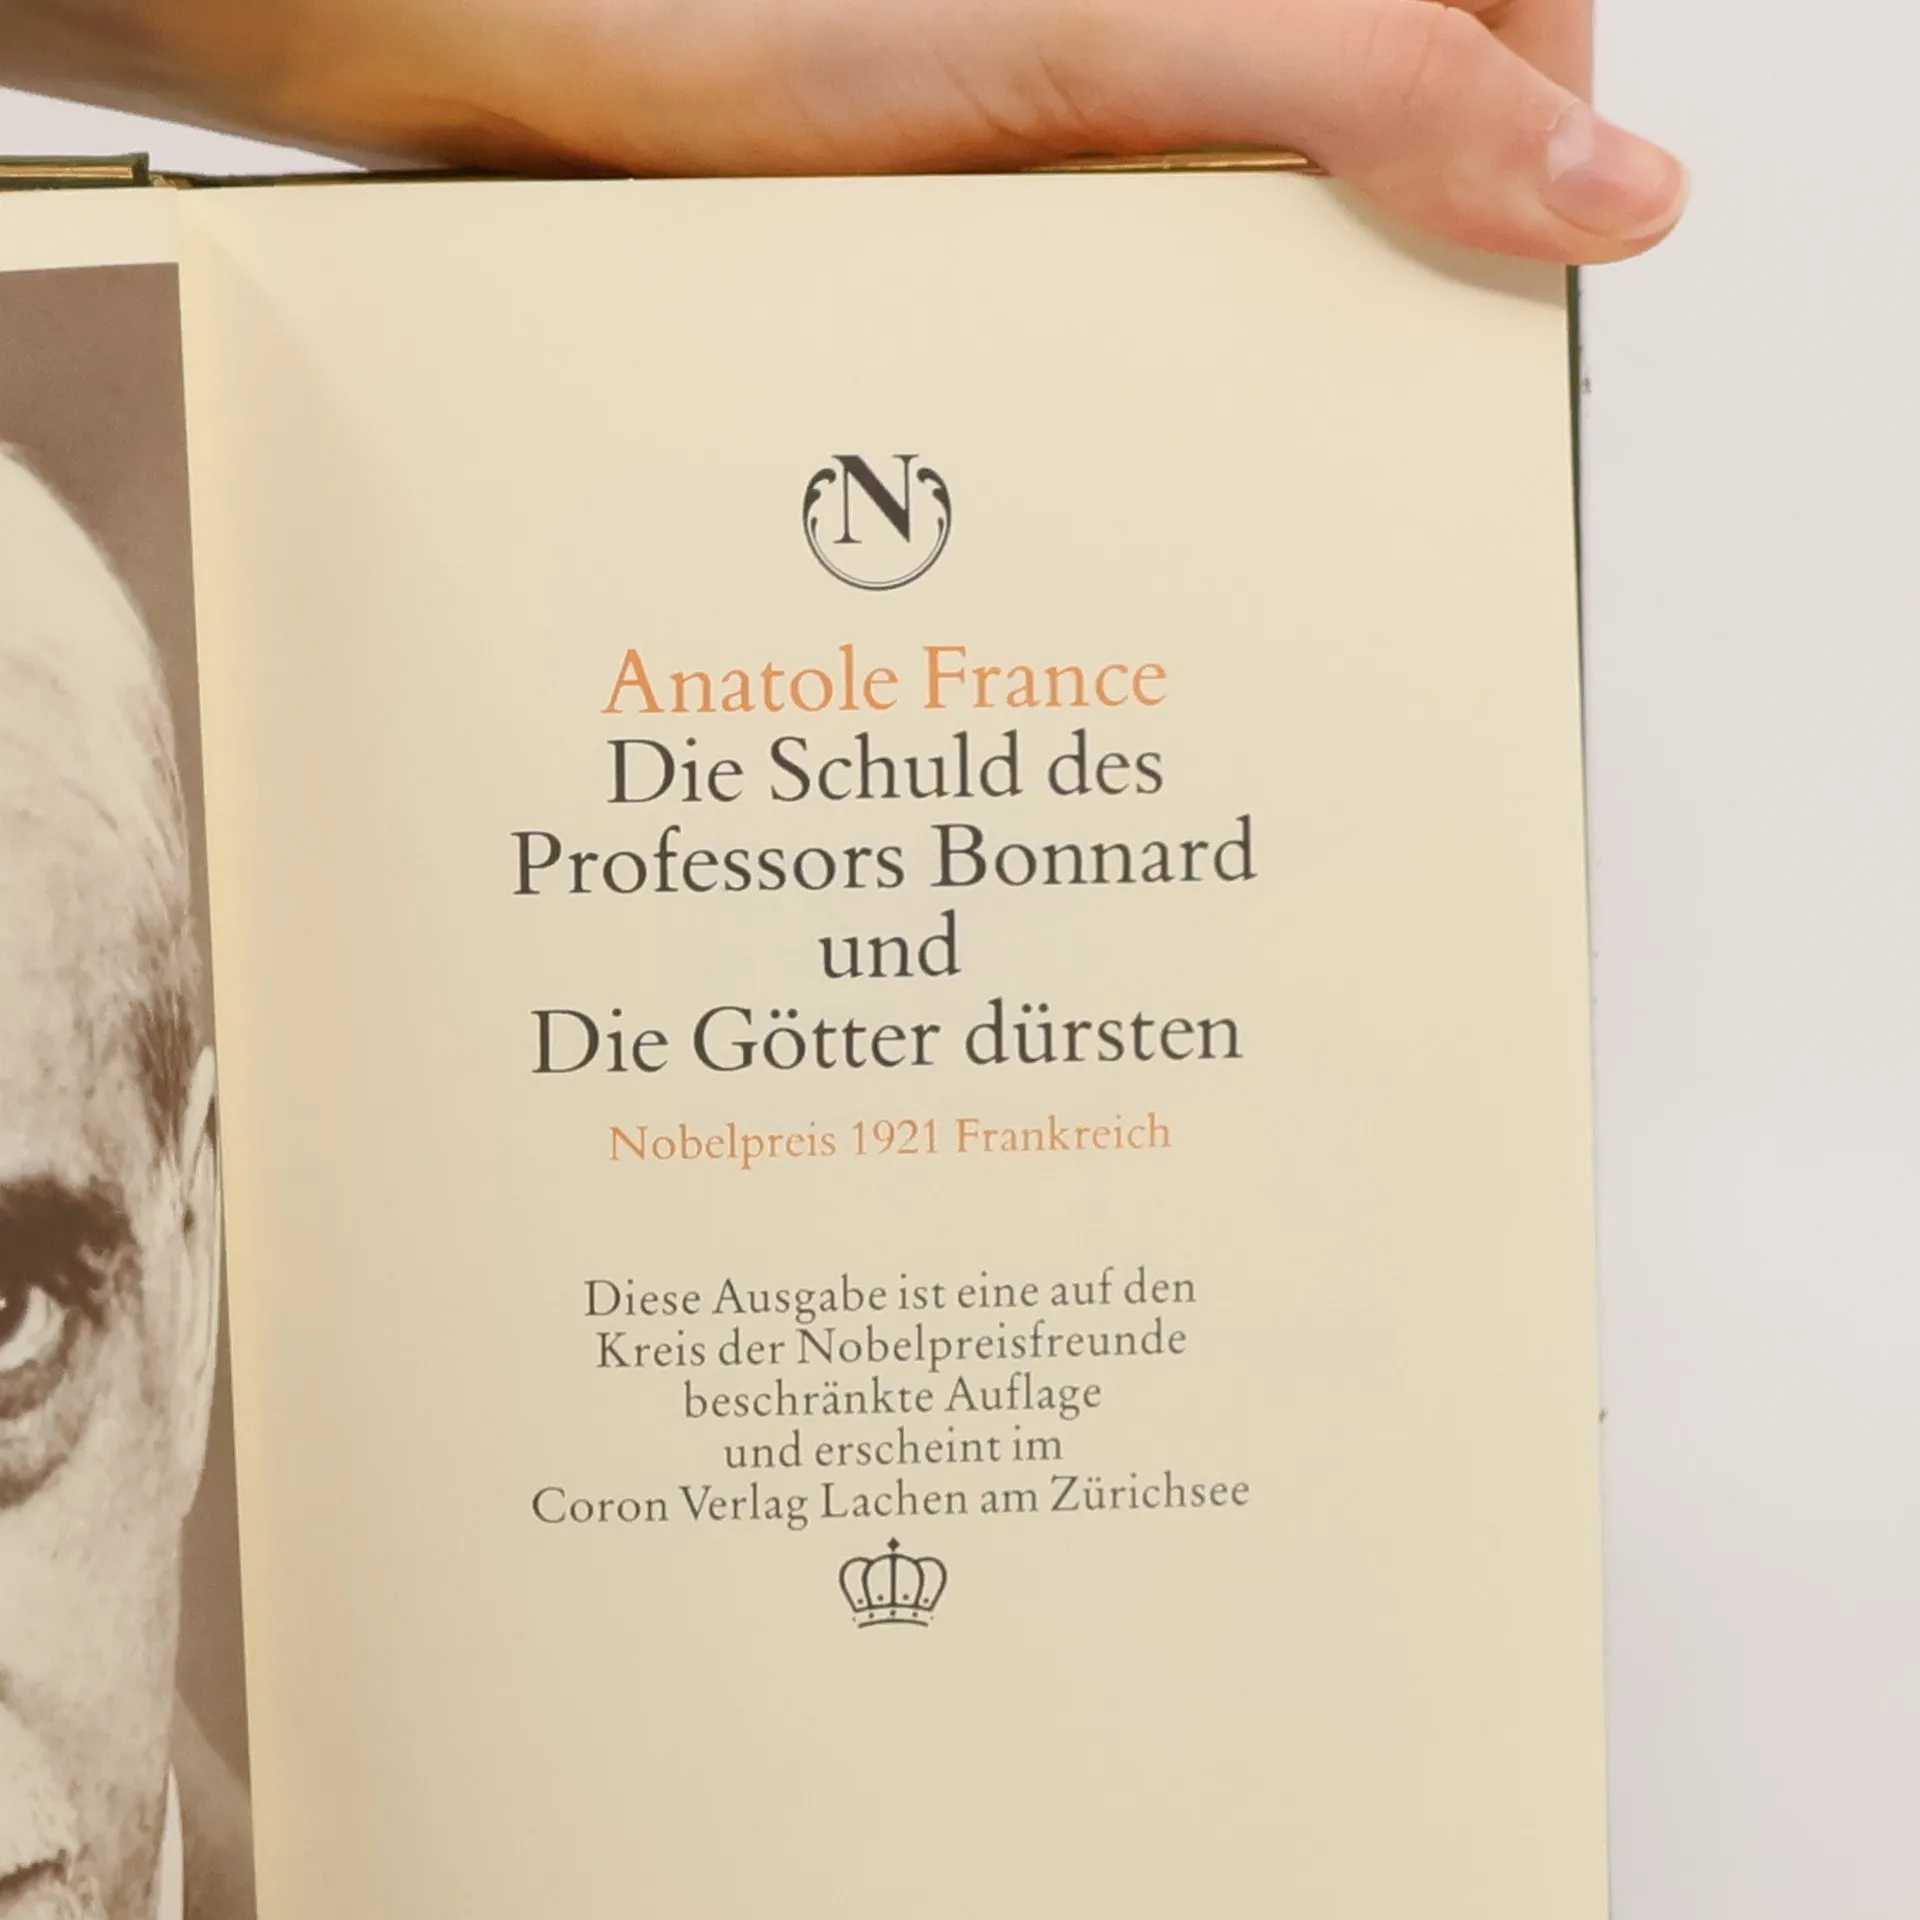 N
Anatole France
Die Schuld des
Professors Bonnard
und
Die Götter dürsten
Nobelpreis 1921 Frankreich
Diese Ausgabe ist eine auf den
Kreis der Nobelpreisfreunde
beschränkte Auflage
und erscheint im
Coron Verlag Lachen am Zürichsee